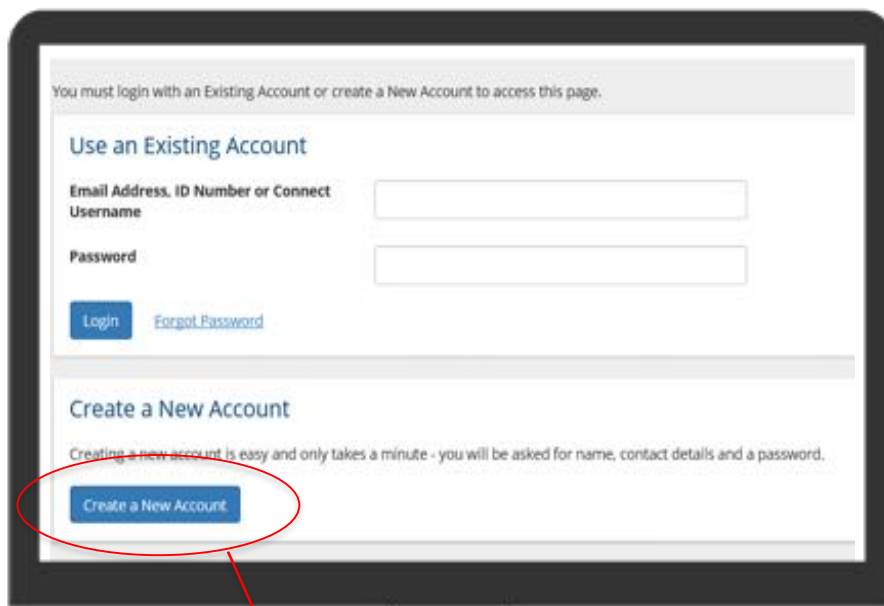 You must login with an Existing Account or create a New Account to access this page.
Use an Existing Account
Email Address, ID Number or Connect
Username
Password
Login Forgot Password
Create a New Account
Creating a new account is easy and only takes a minute - you will be asked for name, contact details and a password.
Create a New Account